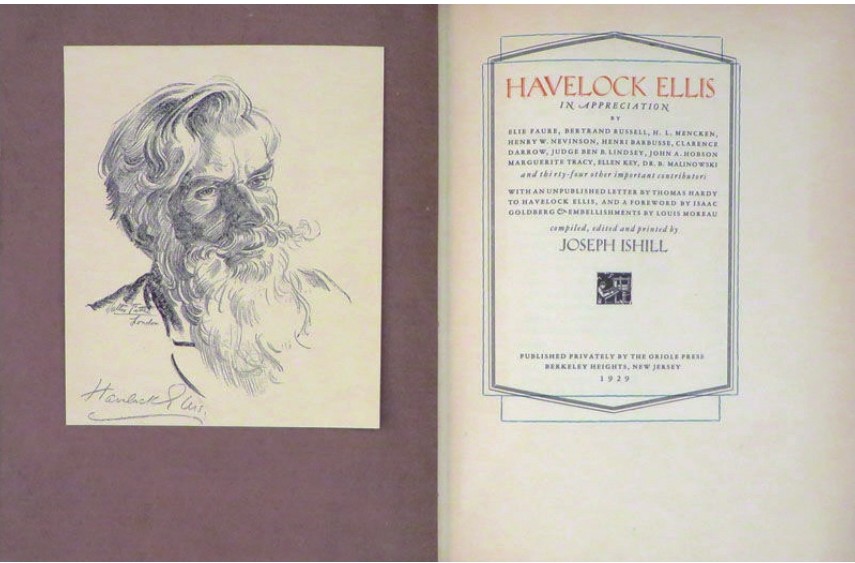 London
Havelock Ellis.
HAVELOCK ELLIS
IN APPRECIATION
BY
ELIE FAURE, BERTRAND RUSSELL, H. L. MENCKEN,
HENRY W. NEVINSON, HENRI BARBUSSE, CLARENCE
DARROW, JUDGE BEN B. LINDSEY, JOHN A. HOBSON
MARGUERITE TRACY, ELLEN KEY, DR. B. MALINOWSKI
and thirty-four other important contributors
WITH AN UNPUBLISHED LETTER BY THOMAS HARDY
TO HAVELOCK ELLIS, AND A FOREWORD BY ISAAC
GOLDBERG & EMBELLISHMENTS BY LOUIS MOREAU
compiled, edited and printed by
JOSEPH ISHILL
PUBLISHED PRIVATELY BY THE ORIOLE PRESS
BERKELEY HEIGHTS, NEW JERSEY
1929